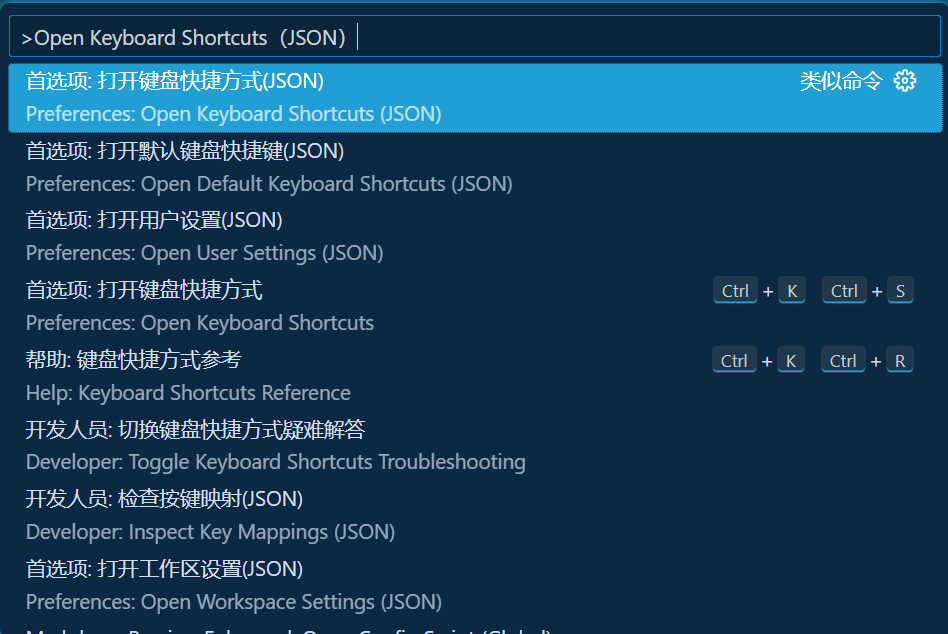 >Open Keyboard Shortcuts（JSON）
首选项: 打开键盘快捷方式(JSON) 类似命令
Preferences: Open Keyboard Shortcuts (JSON)
首选项: 打开默认键盘快捷键(JSON)
Preferences: Open Default Keyboard Shortcuts (JSON)
首选项: 打开用户设置(JSON)
Preferences: Open User Settings (JSON)
首选项: 打开键盘快捷方式 Ctrl + K Ctrl + S
Preferences: Open Keyboard Shortcuts
帮助: 键盘快捷方式参考 Ctrl + K Ctrl + R
Help: Keyboard Shortcuts Reference
开发人员: 切换键盘快捷方式疑难解答
Developer: Toggle Keyboard Shortcuts Troubleshooting
开发人员: 检查按键映射(JSON)
Developer: Inspect Key Mappings (JSON)
首选项: 打开工作区设置(JSON)
Preferences: Open Workspace Settings (JSON)